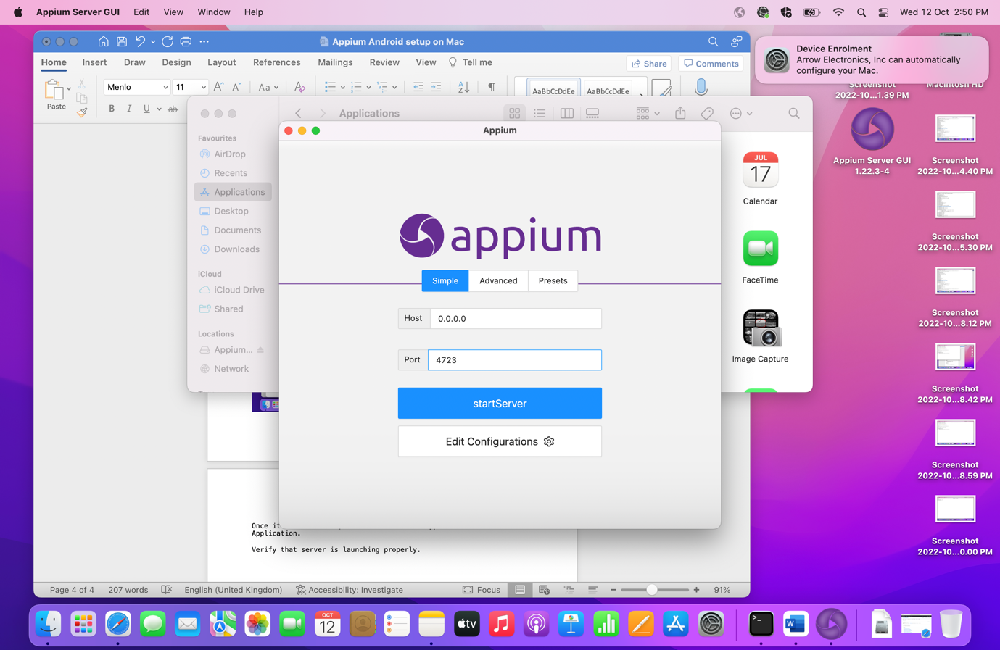 Appium Server GUI Edit View Window Help
Wed 12 Oct 2:50 PM
Appium Android setup on Mac
Home Insert Draw Design Layout References Mailings Review View Tell me
Share Comments
Paste
Menlo 11
Aa
B I U ab
AaBbCcDdEe AaBbCcDdEe
Device Enrolment
Arrow Electronics, Inc can automatically
configure your Mac.
Screenshot
2022-10...1.39 PM
Macintosh HD
Applications
Favourites
AirDrop
Recents
Applications
Desktop
Documents
Downloads
iCloud
iCloud Drive
Shared
Locations
Appium...
Network
Appium
appium
Simple Advanced Presets
Host 0.0.0.0
Port 4723
startServer
Edit Configurations
JUL
17
Calendar
FaceTime
Image Capture
Appium Server GUI
1.22.3-4
Screenshot
2022-10...4.40 PM
Screenshot
2022-10...5.30 PM
Screenshot
2022-10...8.12 PM
Screenshot
2022-10...8.42 PM
Screenshot
2022-10...8.59 PM
Screenshot
2022-10...0.00 PM
Once it
Application.
Verify that server is launching properly.
Page 4 of 4 207 words English (United Kingdom) Accessibility: Investigate Focus 91%
OCT
12
tv
W